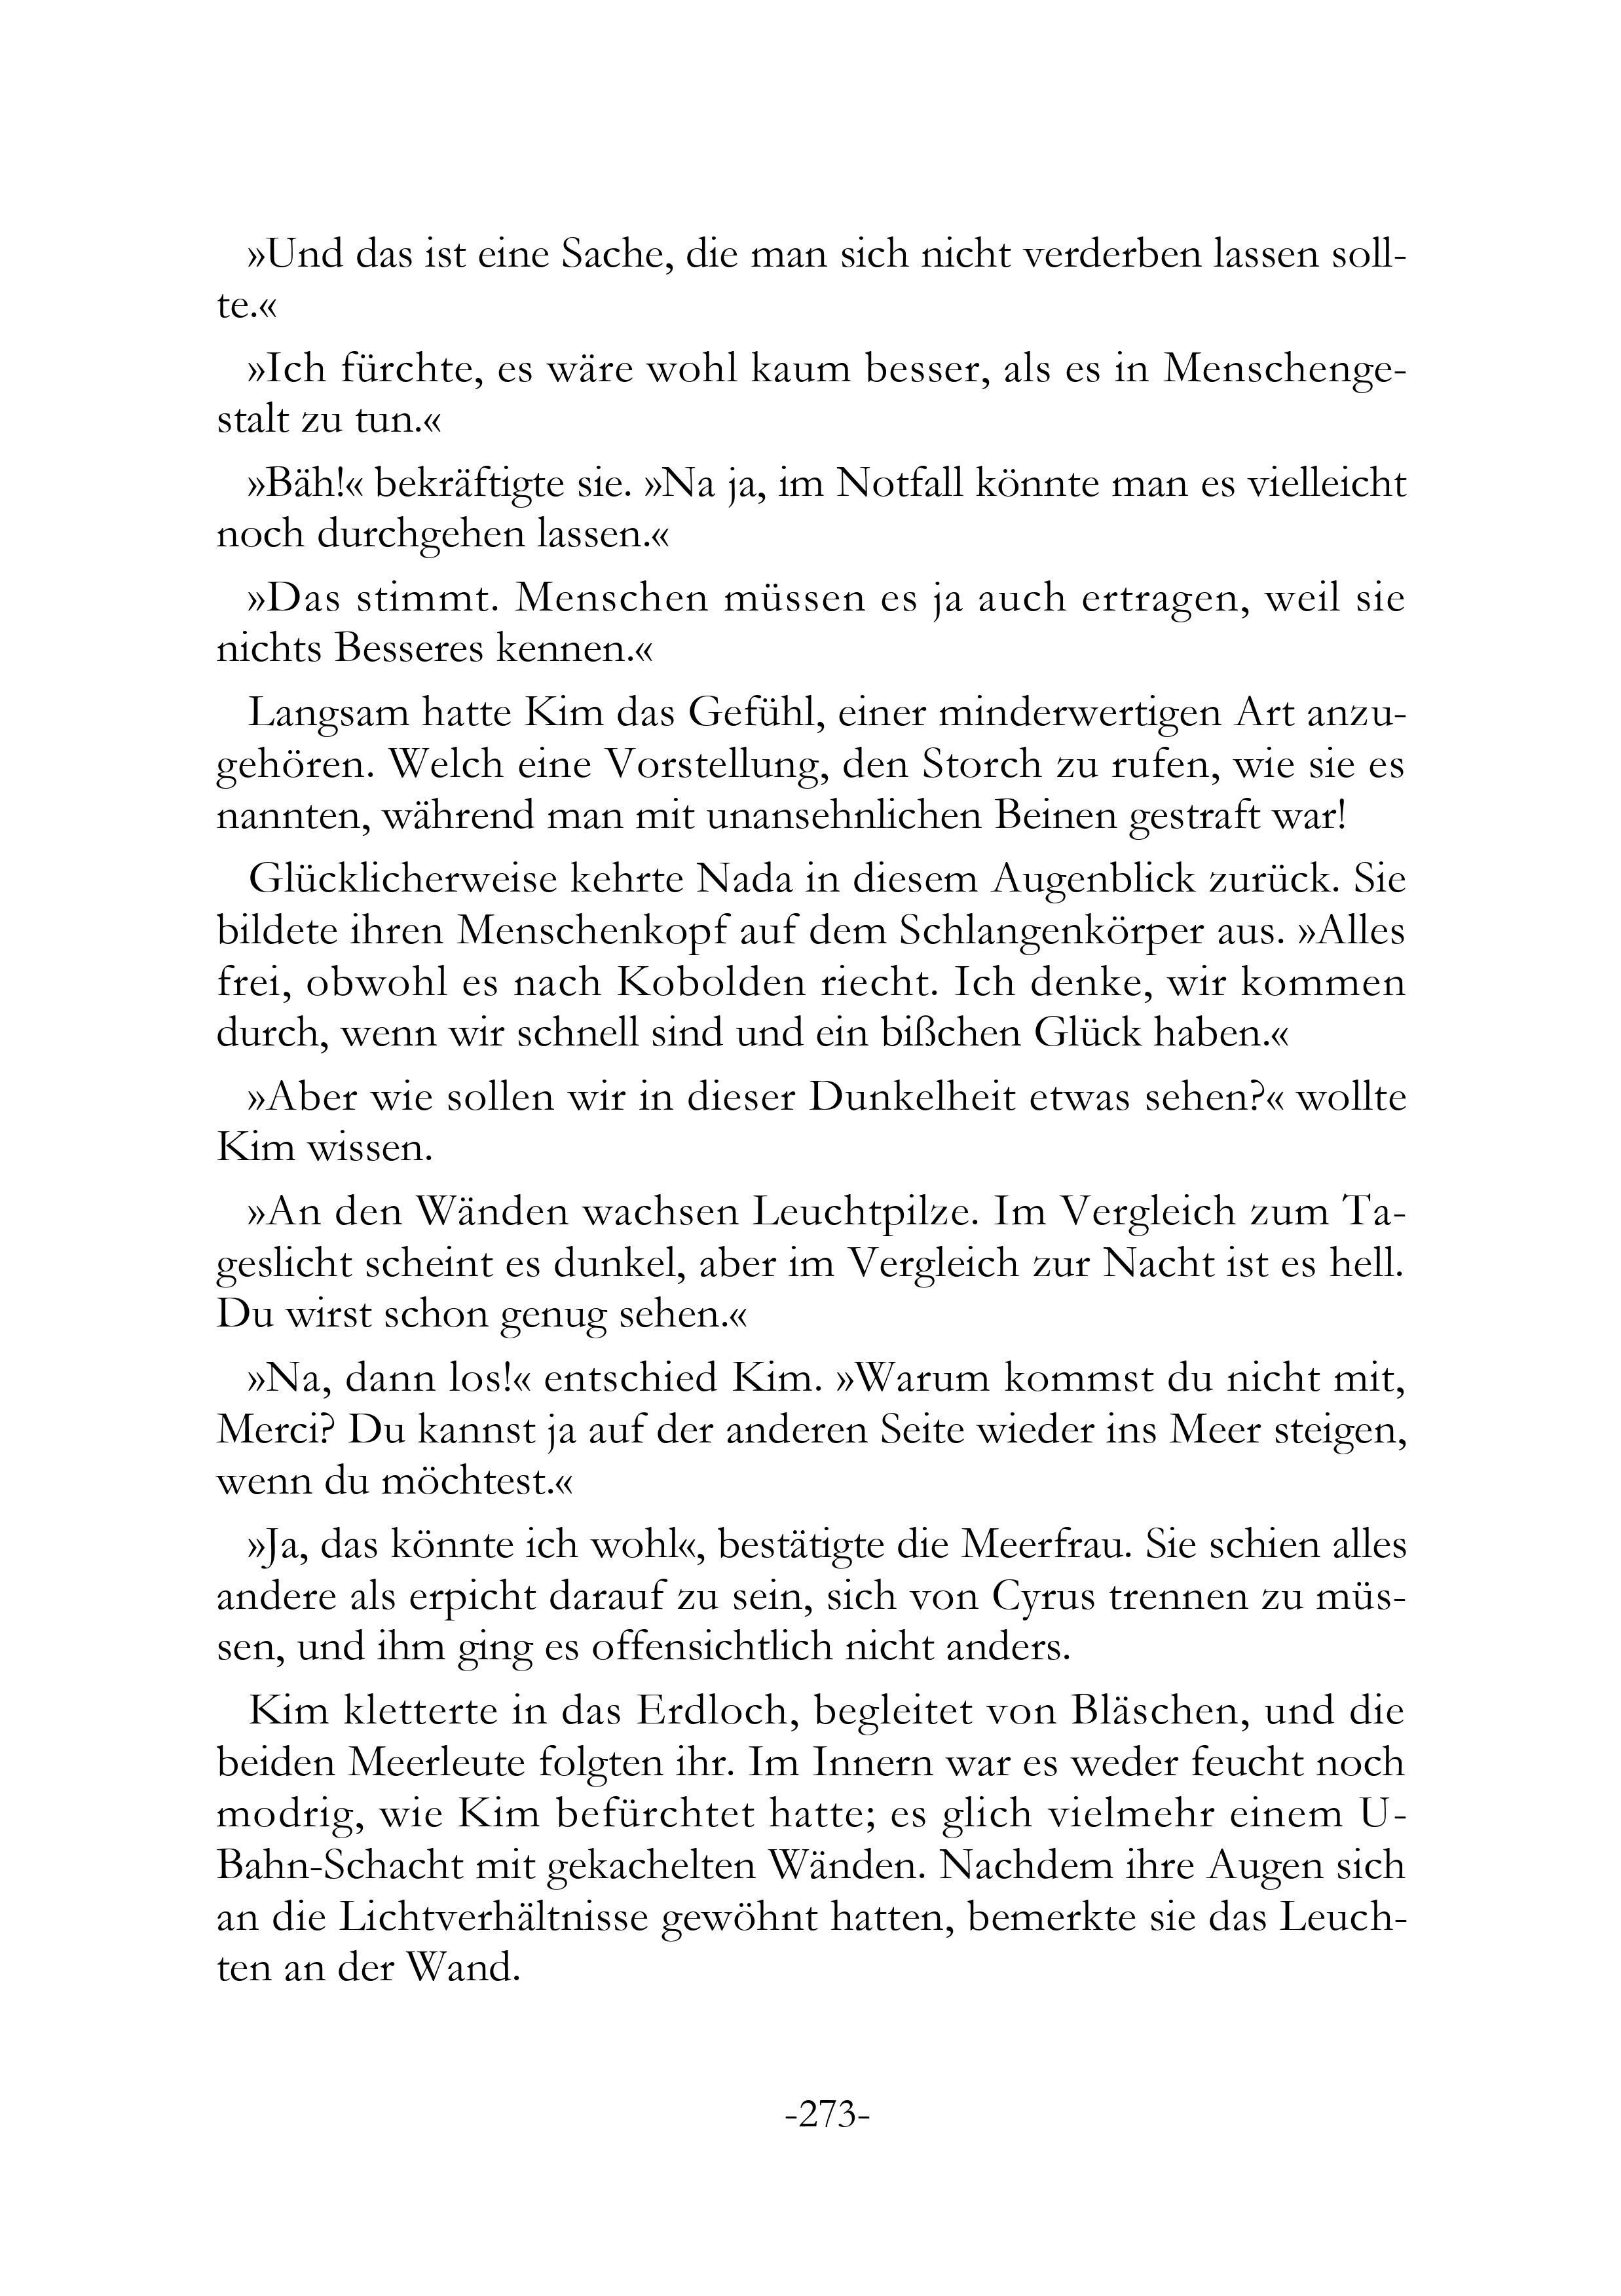 »Und das ist eine Sache, die man sich nicht verderben lassen soll-
te.«
»Ich fürchte, es wäre wohl kaum besser, als es in Menschenge-
stalt zu tun.«
»Bäh!« bekräftigte sie. »Na ja, im Notfall könnte man es vielleicht
noch durchgehen lassen.«
»Das stimmt. Menschen müssen es ja auch ertragen, weil sie
nichts Besseres kennen.«
Langsam hatte Kim das Gefühl, einer minderwertigen Art anzu-
gehören. Welch eine Vorstellung, den Storch zu rufen, wie sie es
nannten, während man mit unansehnlichen Beinen gestraft war!
Glücklicherweise kehrte Nada in diesem Augenblick zurück. Sie
bildete ihren Menschenkopf auf dem Schlangenkörper aus. »Alles
frei, obwohl es nach Kobolden riecht. Ich denke, wir kommen
durch, wenn wir schnell sind und ein bißchen Glück haben.«
»Aber wie sollen wir in dieser Dunkelheit etwas sehen?« wollte
Kim wissen.
»An den Wänden wachsen Leuchtpilze. Im Vergleich zum Ta-
geslicht scheint es dunkel, aber im Vergleich zur Nacht ist es hell.
Du wirst schon genug sehen.«
»Na, dann los!« entschied Kim. »Warum kommst du nicht mit,
Merci? Du kannst ja auf der anderen Seite wieder ins Meer steigen,
wenn du möchtest.«
»Ja, das könnte ich wohl«, bestätigte die Meerfrau. Sie schien alles
andere als erpicht darauf zu sein, sich von Cyrus trennen zu müs-
sen, und ihm ging es offensichtlich nicht anders.
Kim kletterte in das Erdloch, begleitet von Bläschen, und die
beiden Meerleute folgten ihr. Im Innern war es weder feucht noch
modrig, wie Kim befürchtet hatte; es glich vielmehr einem U-
Bahn-Schacht mit gekachelten Wänden. Nachdem ihre Augen sich
an die Lichtverhältnisse gewöhnt hatten, bemerkte sie das Leuch-
ten an der Wand.
-273-